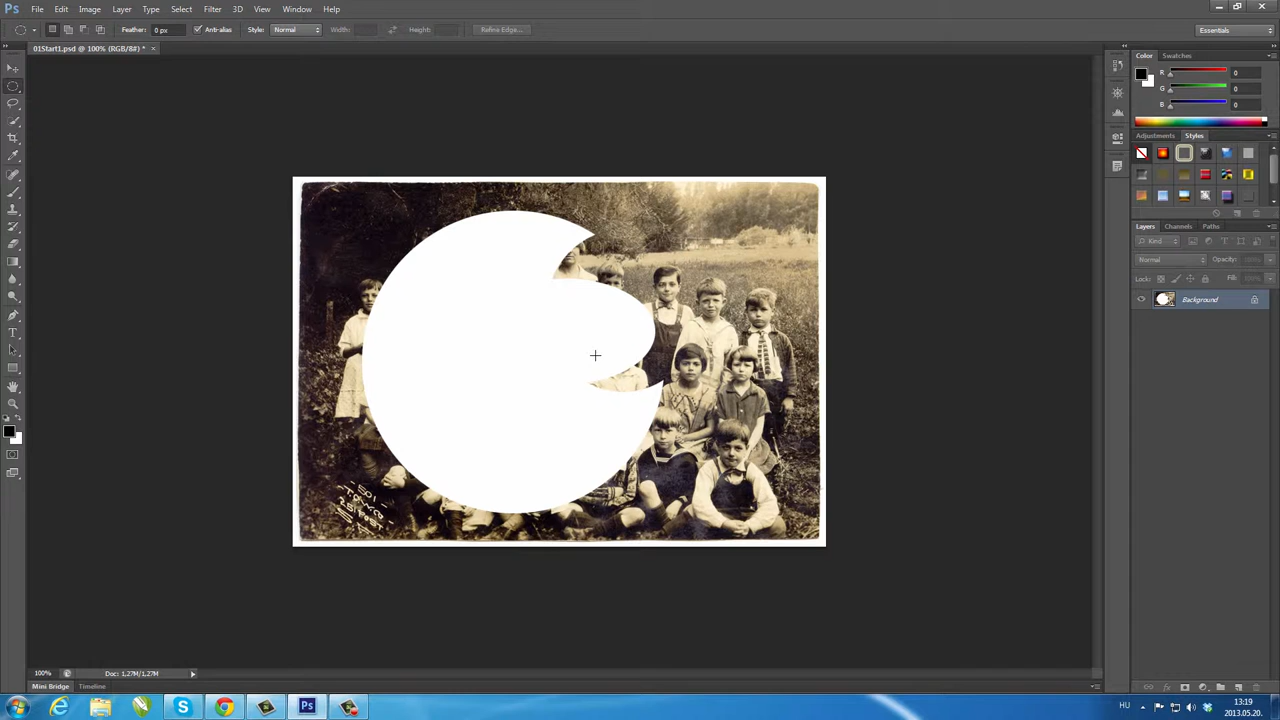 Ps File Edit Image Layer Type Select Filter 3D View Window Help
Feather: 0 px Anti-alias Style: Normal Width: Height: Refine Edge... Essentials
01Start1.psd @ 100% (RGB/8#) * ×
Color Swatches
R 0
G 0
B 0
Adjustments Styles
Layers Channels Paths
Kind
Normal Opacity:
Lock: Fill:
Background
100% Doc: 1,27M/1,27M
Mini Bridge Timeline
Ps HU 13:19
2013.05.20.